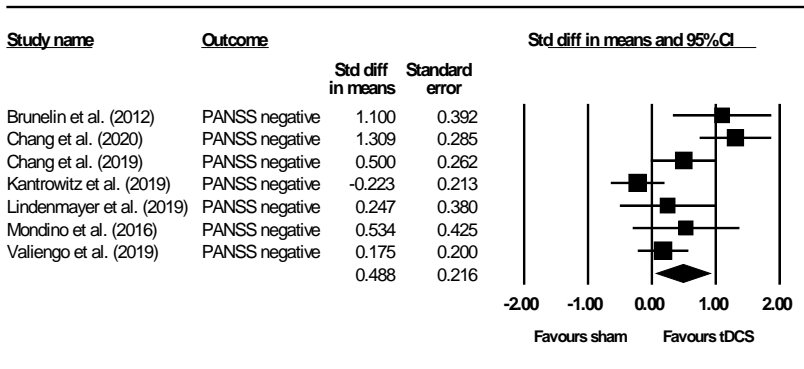 Study name Outcome Std diff in means and 95%CI
Std diff in means Standard error
Brunelin et al. (2012) PANSS negative 1.100 0.392
Chang et al. (2020) PANSS negative 1.309 0.285
Chang et al. (2019) PANSS negative 0.500 0.262
Kantrowitz et al. (2019) PANSS negative -0.223 0.213
Lindenmayer et al. (2019) PANSS negative 0.247 0.380
Mondino et al. (2016) PANSS negative 0.534 0.425
Valiengo et al. (2019) PANSS negative 0.175 0.200
0.488 0.216
-2.00 -1.00 0.00 1.00 2.00
Favours sham Favours tDCS